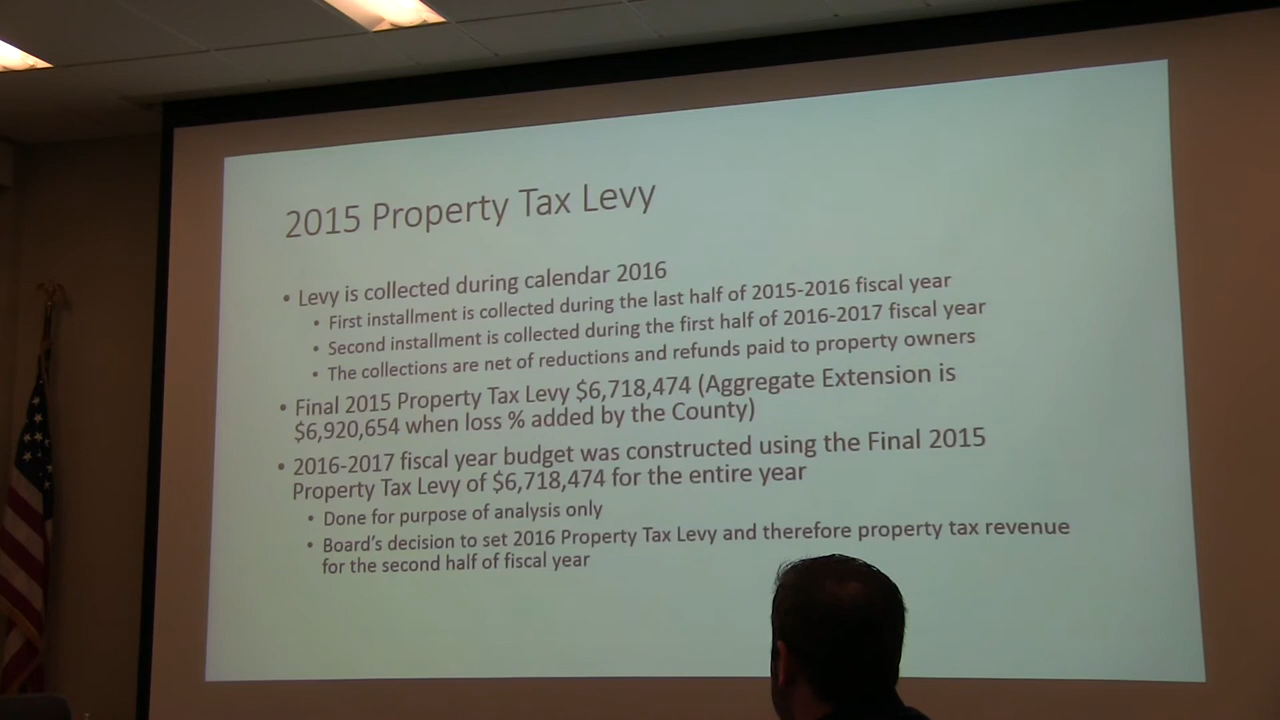 2015 Property Tax Levy
• Levy is collected during calendar 2016
• First installment is collected during the last half of 2015-2016 fiscal year
• Second installment is collected during the first half of 2016-2017 fiscal year
• The collections are net of reductions and refunds paid to property owners
• Final 2015 Property Tax Levy $6,718,474 (Aggregate Extension is
$6,920,654 when loss % added by the County)
• 2016-2017 fiscal year budget was constructed using the Final 2015
Property Tax Levy of $6,718,474 for the entire year
• Done for purpose of analysis only
• Board's decision to set 2016 Property Tax Levy and therefore property tax revenue
for the second half of fiscal year